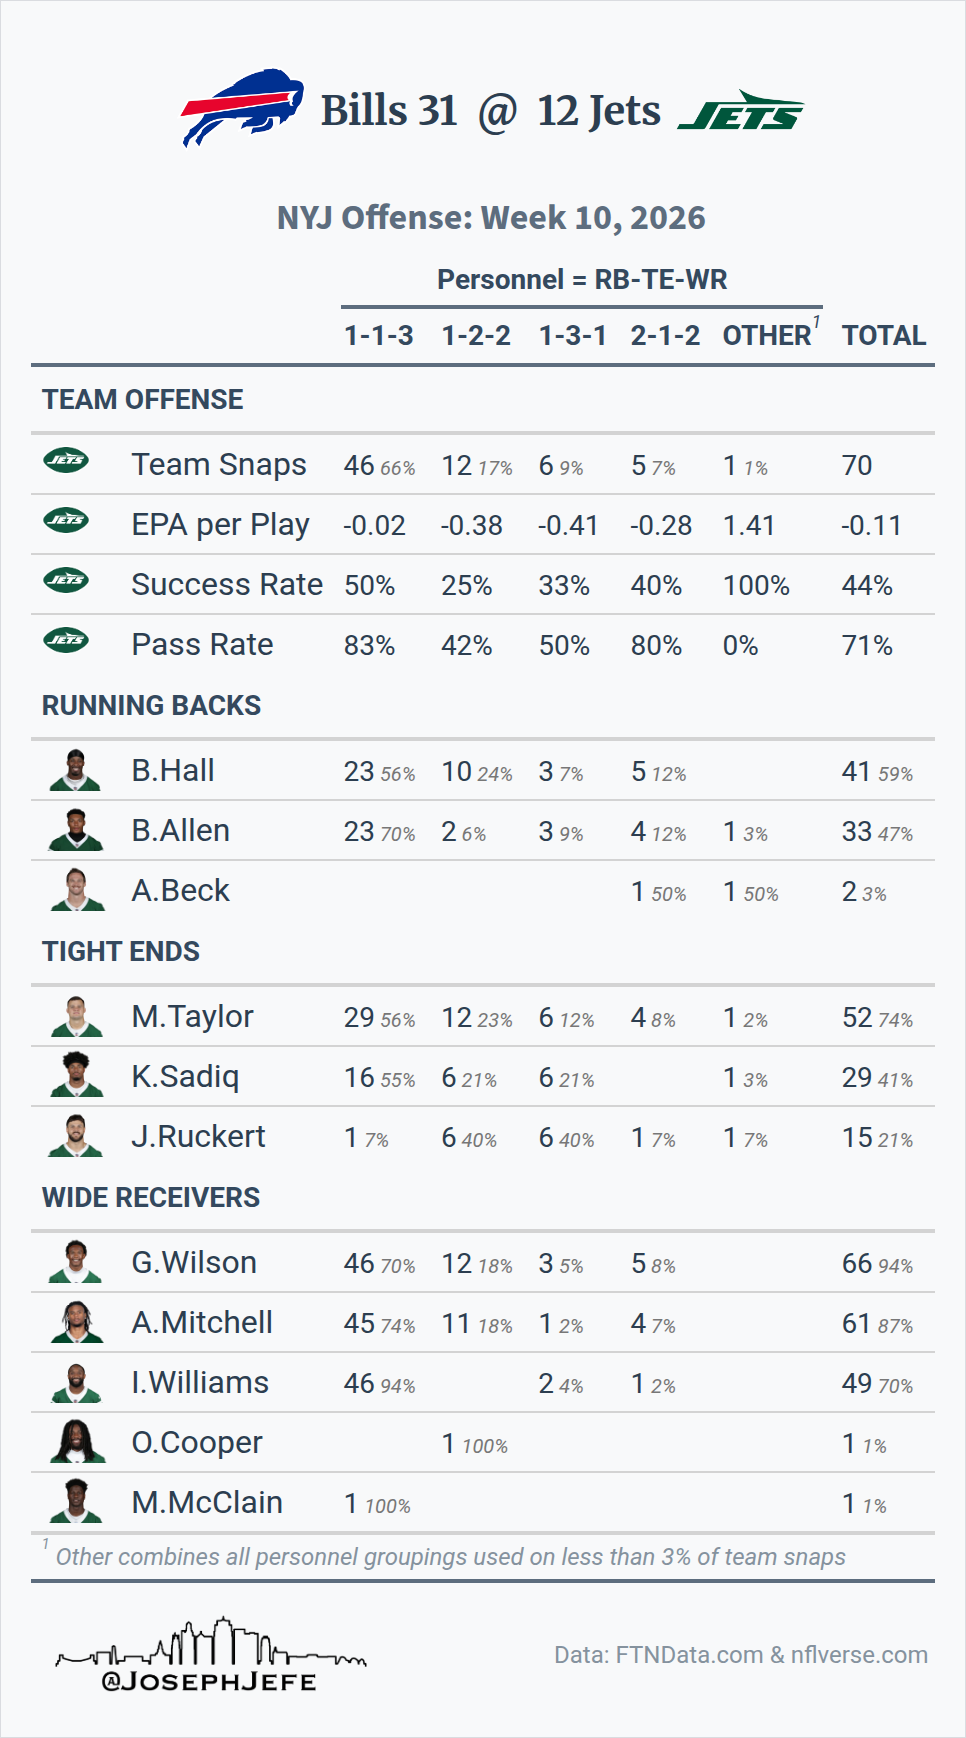 Bills 31 @ 12 Jets JETS
NYJ Offense: Week 10, 2026
Personnel = RB-TE-WR
1-1-3 1-2-2 1-3-1 2-1-2 OTHER1 TOTAL
TEAM OFFENSE
JETS Team Snaps 46 66% 12 17% 6 9% 5 7% 1 1% 70
JETS EPA per Play -0.02 -0.38 -0.41 -0.28 1.41 -0.11
JETS Success Rate 50% 25% 33% 40% 100% 44%
JETS Pass Rate 83% 42% 50% 80% 0% 71%
RUNNING BACKS
B.Hall 23 56% 10 24% 3 7% 5 12% 41 59%
B.Allen 23 70% 2 6% 3 9% 4 12% 1 3% 33 47%
A.Beck 1 50% 1 50% 2 3%
TIGHT ENDS
M.Taylor 29 56% 12 23% 6 12% 4 8% 1 2% 52 74%
K.Sadiq 16 55% 6 21% 6 21% 1 3% 29 41%
J.Ruckert 1 7% 6 40% 6 40% 1 7% 1 7% 15 21%
WIDE RECEIVERS
G.Wilson 46 70% 12 18% 3 5% 5 8% 66 94%
A.Mitchell 45 74% 11 18% 1 2% 4 7% 61 87%
I.Williams 46 94% 2 4% 1 2% 49 70%
O.Cooper 1 100% 1 1%
M.McClain 1 100% 1 1%
1 Other combines all personnel groupings used on less than 3% of team snaps
@JOSEPHJEFE
Data: FTNData.com & nflverse.com